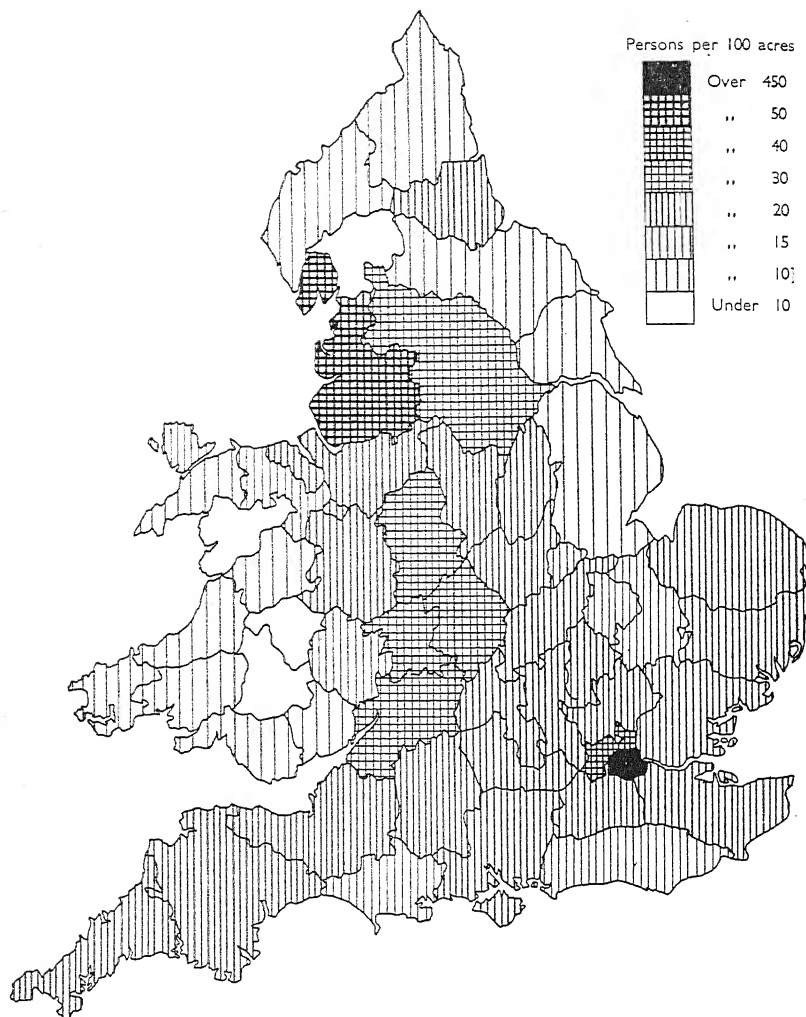 Persons per 100 acres
Over 450
,, 50
,, 40
,, 30
,, 20
,, 15
,, 10
Under 10